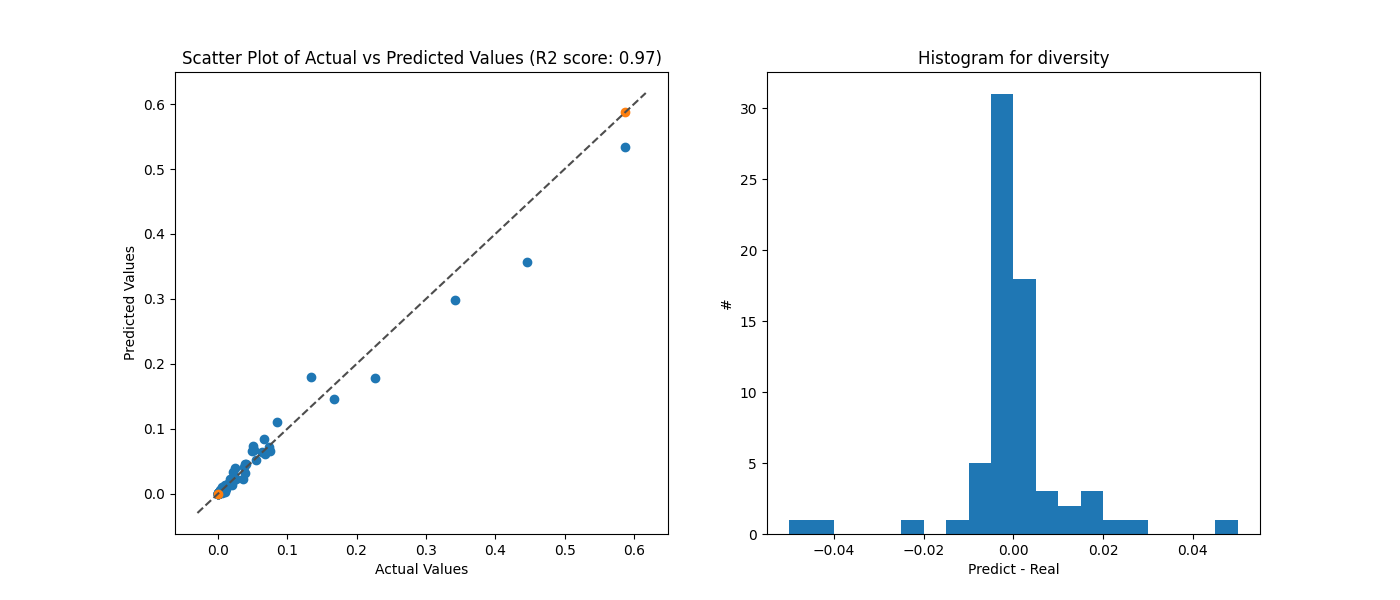 Scatter Plot of Actual vs Predicted Values (R2 score: 0.97)
0.6
0.5
0.4
0.3
0.2
0.1
0.0
Predicted Values
0.0 0.1 0.2 0.3 0.4 0.5 0.6
Actual Values
Histogram for diversity
30
25
20
15
10
5
0
#
−0.04 −0.02 0.00 0.02 0.04
Predict - Real